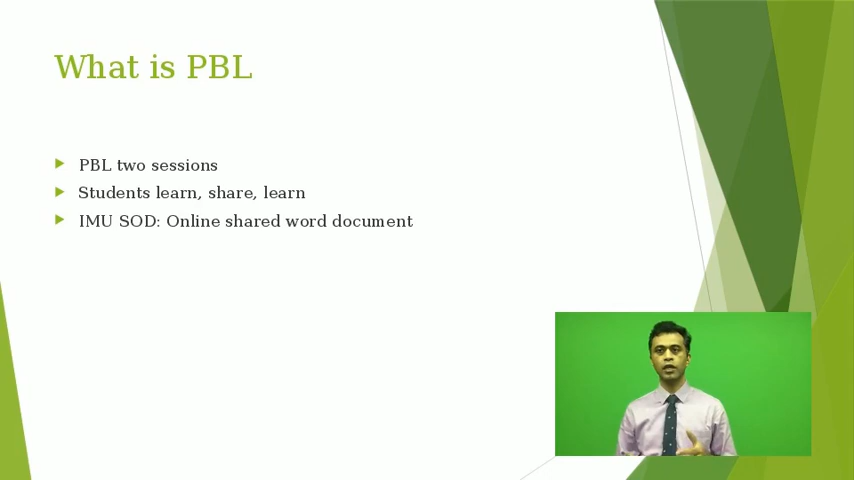 What is PBL
PBL two sessions
Students learn, share, learn
IMU SOD: Online shared word document